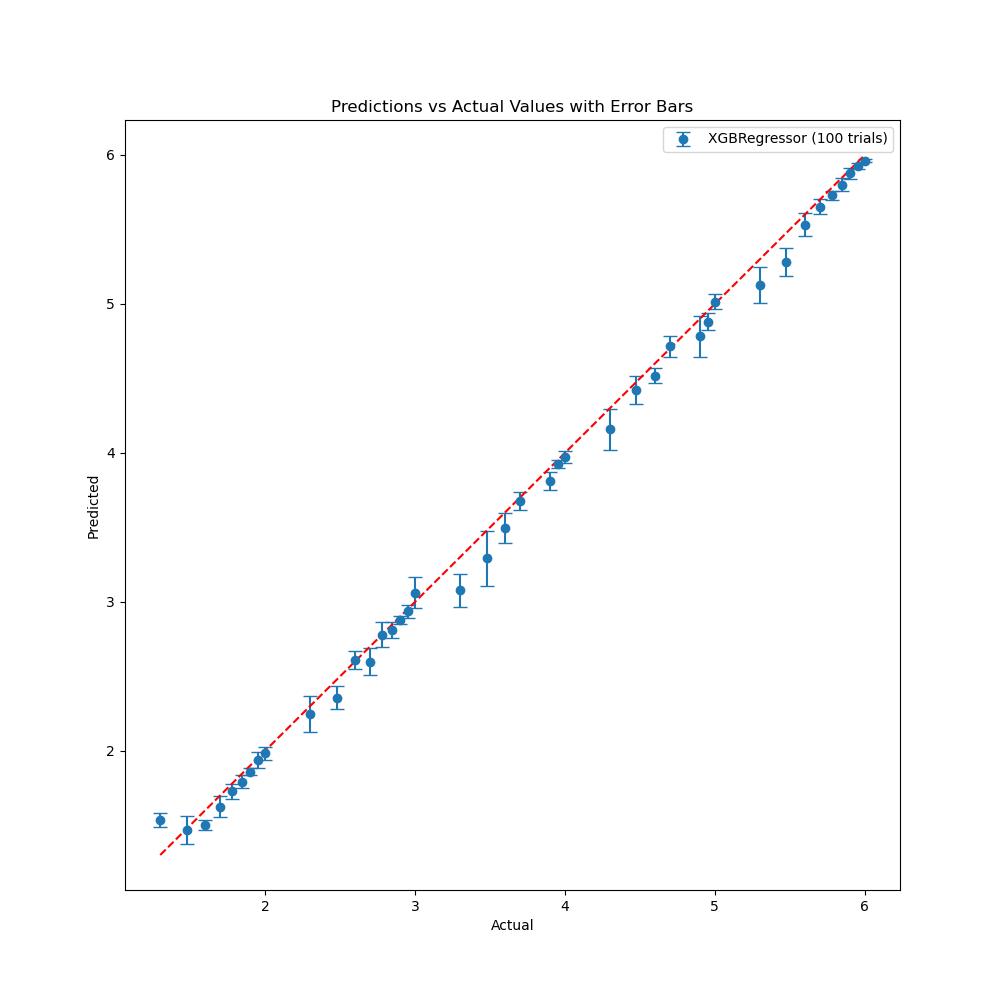 Predictions vs Actual Values with Error Bars
XGBRegressor (100 trials)
6
5
4
3
2
Predicted
2 3 4 5 6
Actual